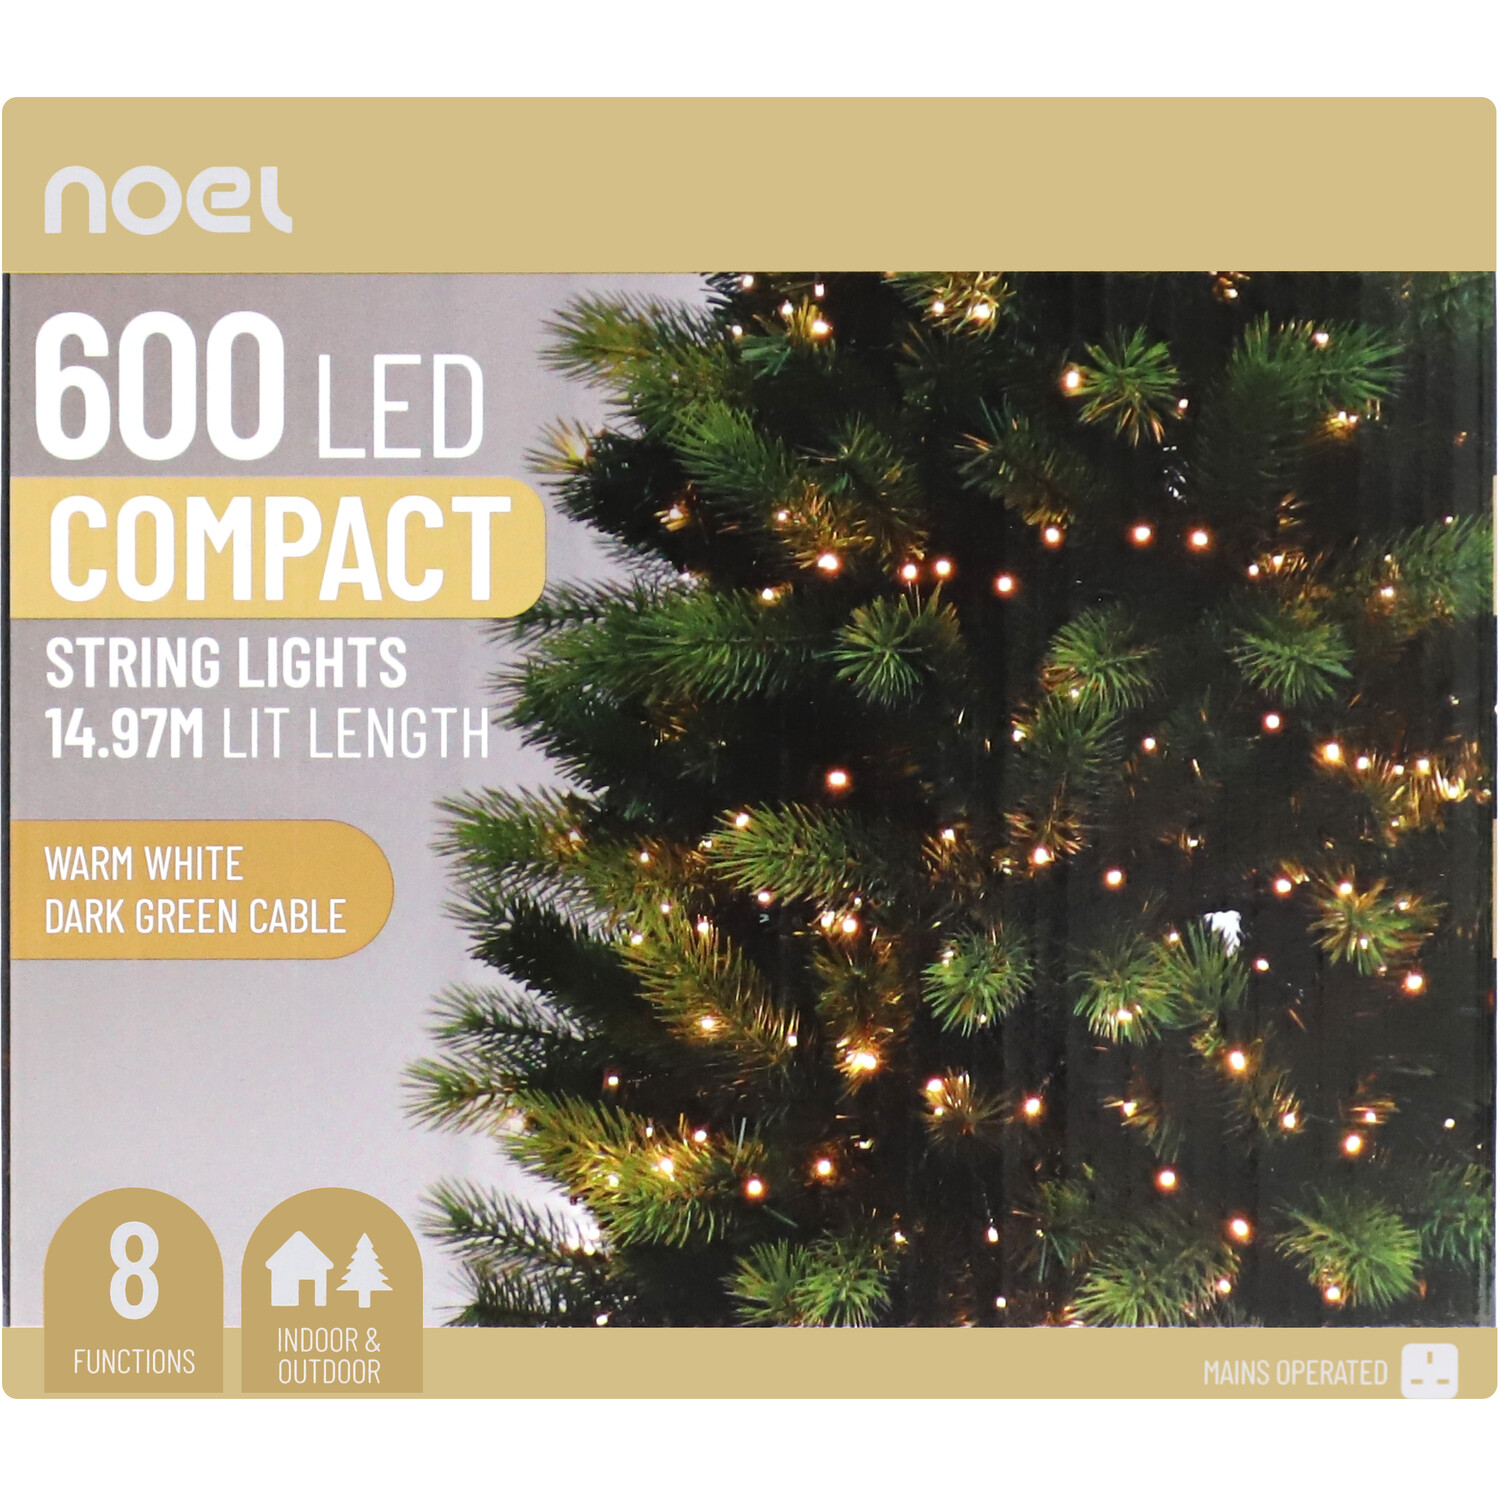 noel
600 LED
COMPACT
STRING LIGHTS
14.97M LIT LENGTH
WARM WHITE
DARK GREEN CABLE
8
FUNCTIONS
INDOOR &
OUTDOOR
MAINS OPERATED